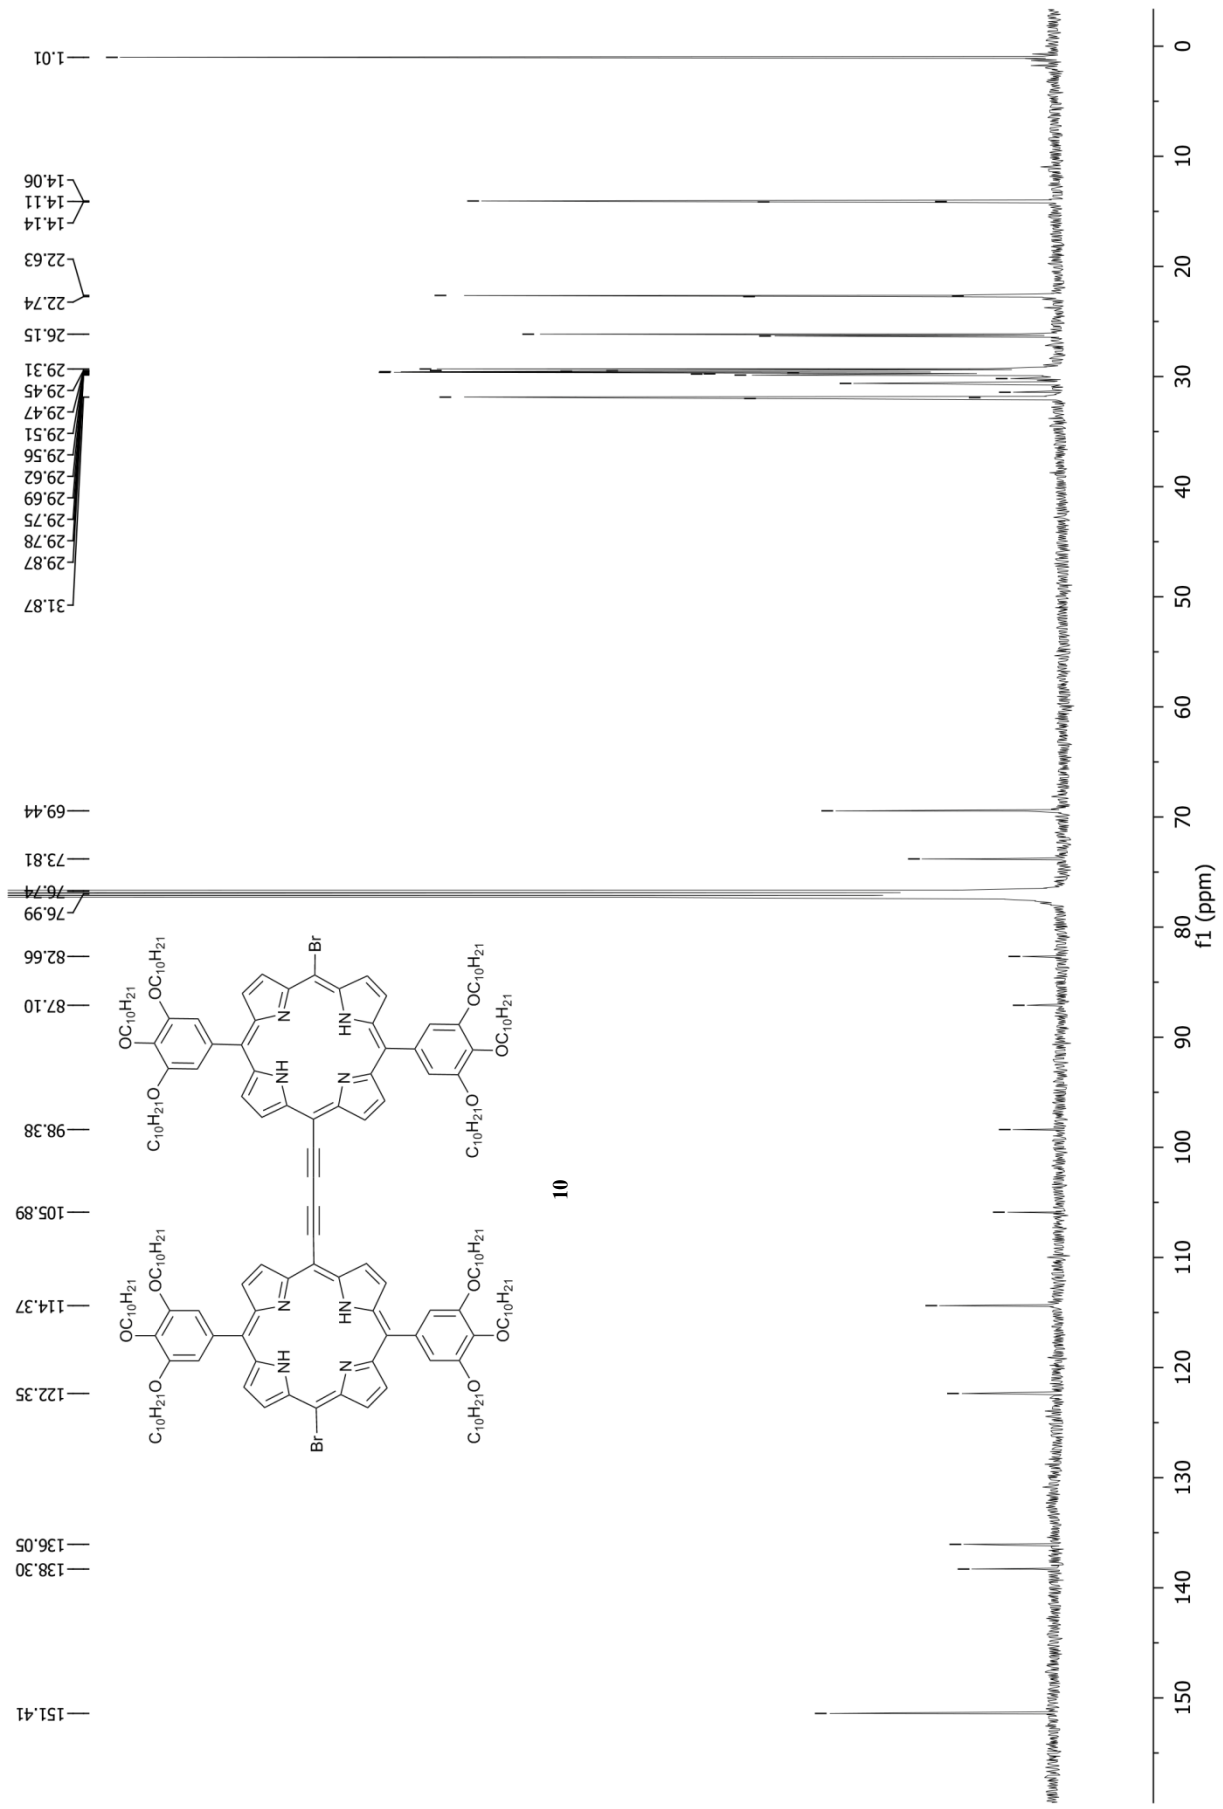 151.41
138.30
136.05
122.35
114.37
105.89
98.38
87.10
82.66
76.99
76.74
73.81
69.44
31.87
29.87
29.78
29.75
29.69
29.62
29.56
29.51
29.47
29.45
29.31
26.15
22.74
22.63
14.14
14.11
14.06
1.01
C10H21O
OC10H21
OC10H21
C10H21O
OC10H21
OC10H21
Br
NH
N
N
HN
NH
N
N
HN
Br
C10H21O
OC10H21
OC10H21
C10H21O
OC10H21
OC10H21
10
150 140 130 120 110 100 90 80 70 60 50 40 30 20 10 0
f1 (ppm)